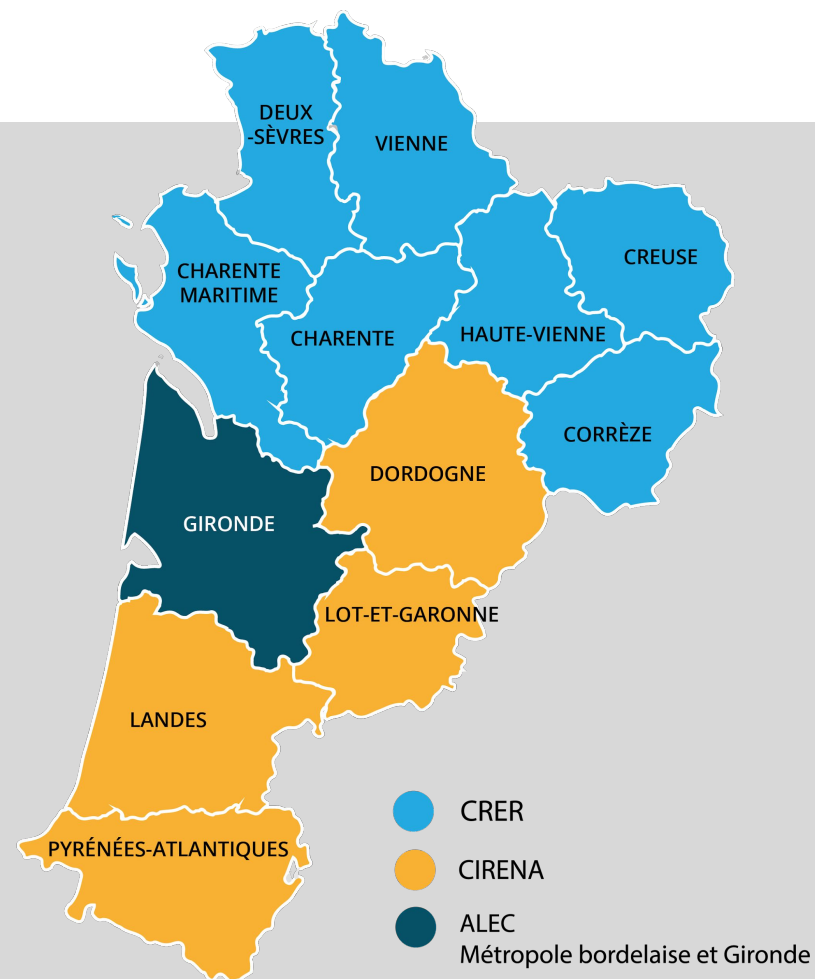 DEUX
-SÈVRES
VIENNE
CHARENTE
MARITIME
CREUSE
CHARENTE
HAUTE-VIENNE
CORRÈZE
DORDOGNE
GIRONDE
LOT-ET-GARONNE
LANDES
PYRÉNÉES-ATLANTIQUES
CRER
CIRENA
ALEC
Métropole bordelaise et Gironde